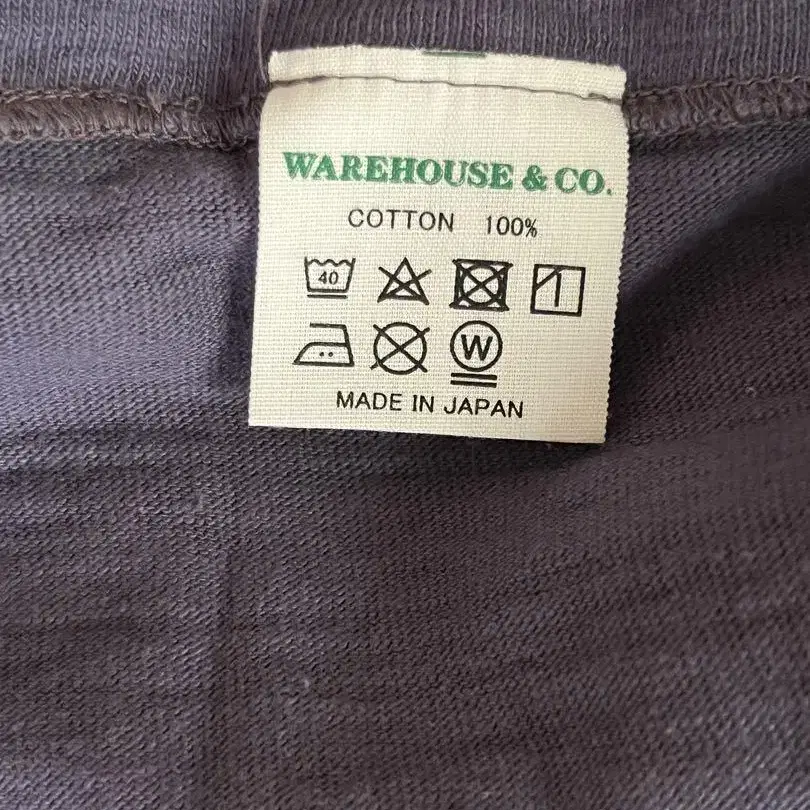 WAREHOUSE & CO.
COTTON 100%
40
W
MADE IN JAPAN